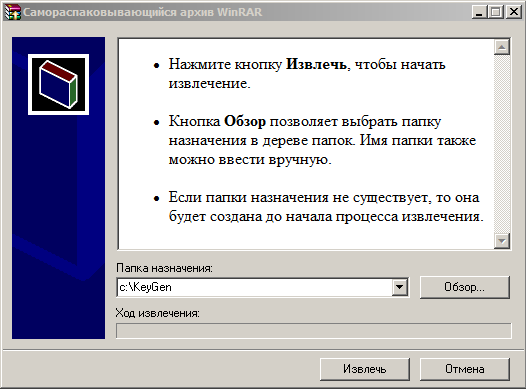 Самораспаковывающийся архив WinRAR
Нажмите кнопку Извлечь, чтобы начать
извлечение.
Кнопка Обзор позволяет выбрать папку
назначения в дереве папок. Имя папки также
можно ввести вручную.
Если папки назначения не существует, то она
будет создана до начала процесса извлечения.
Папка назначения:
c:\KeyGen
Обзор...
Ход извлечения:
Извлечь
Отмена